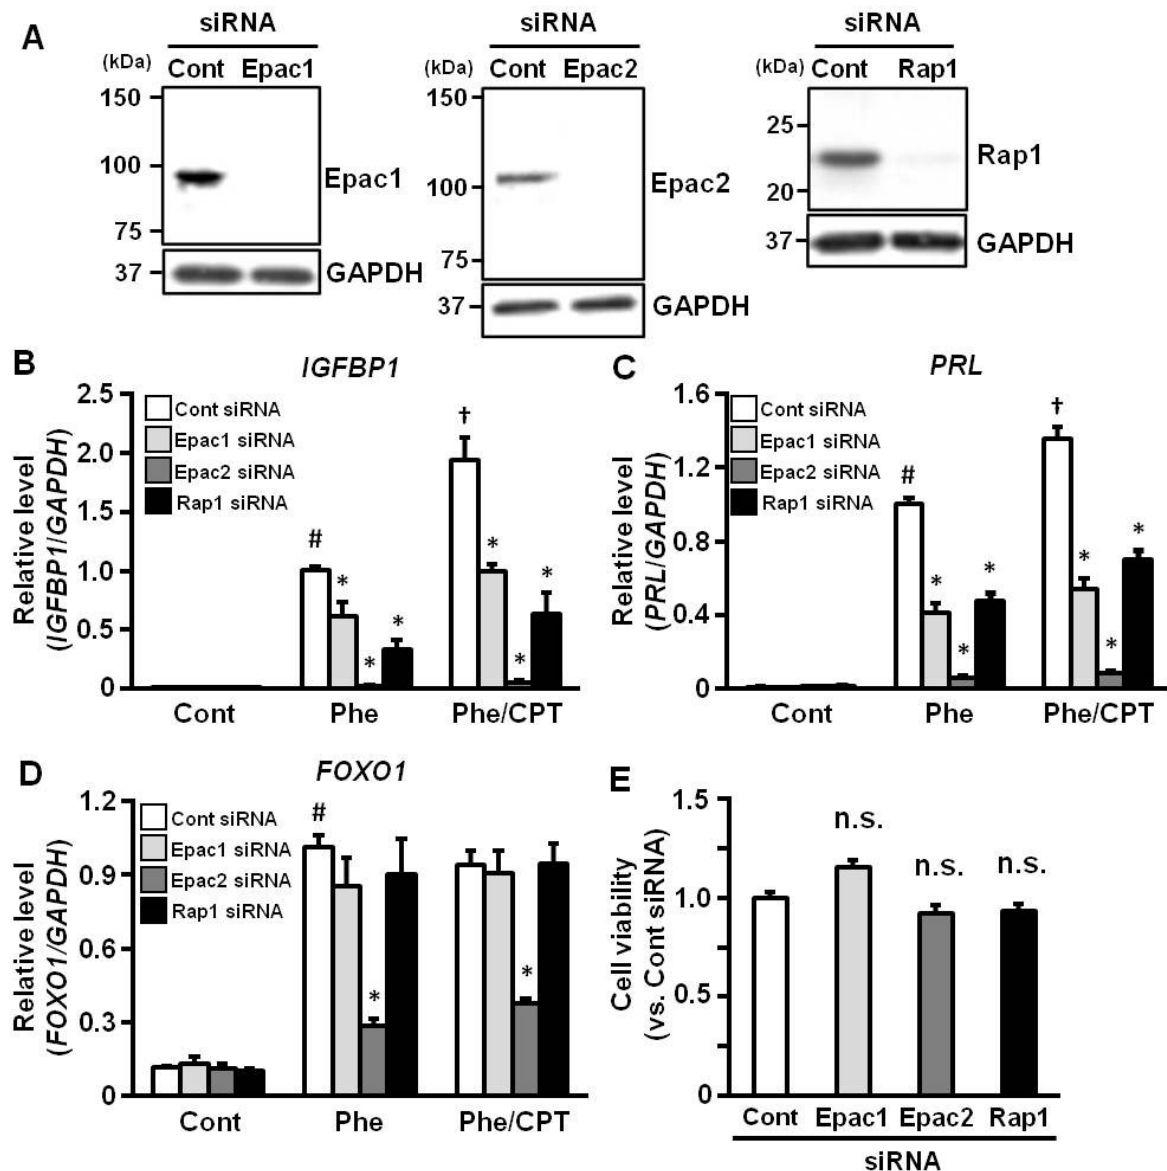 A
siRNA
(kDa) Cont Epac1
150
100
75
37
Epac1
GAPDH
siRNA
(kDa) Cont Epac2
150
100
75
37
Epac2
GAPDH
siRNA
(kDa) Cont Rap1
25
20
37
Rap1
GAPDH
B
IGFBP1
Relative level
(IGFBP1/GAPDH)
2.5
2.0
1.5
1.0
0.5
0
Cont siRNA
Epac1 siRNA
Epac2 siRNA
Rap1 siRNA
#
*
*
*
†
*
*
*
Cont Phe Phe/CPT
C
PRL
Relative level
(PRL/GAPDH)
1.6
1.2
0.8
0.4
0
Cont siRNA
Epac1 siRNA
Epac2 siRNA
Rap1 siRNA
#
*
*
*
†
*
*
*
Cont Phe Phe/CPT
D
FOXO1
Relative level
(FOXO1/GAPDH)
1.2
0.9
0.6
0.3
0
Cont siRNA
Epac1 siRNA
Epac2 siRNA
Rap1 siRNA
#
*
*
Cont Phe Phe/CPT
E
Cell viability
(vs. Cont siRNA)
1.5
1.0
0.5
0
n.s.
n.s.
n.s.
Cont Epac1 Epac2 Rap1
siRNA